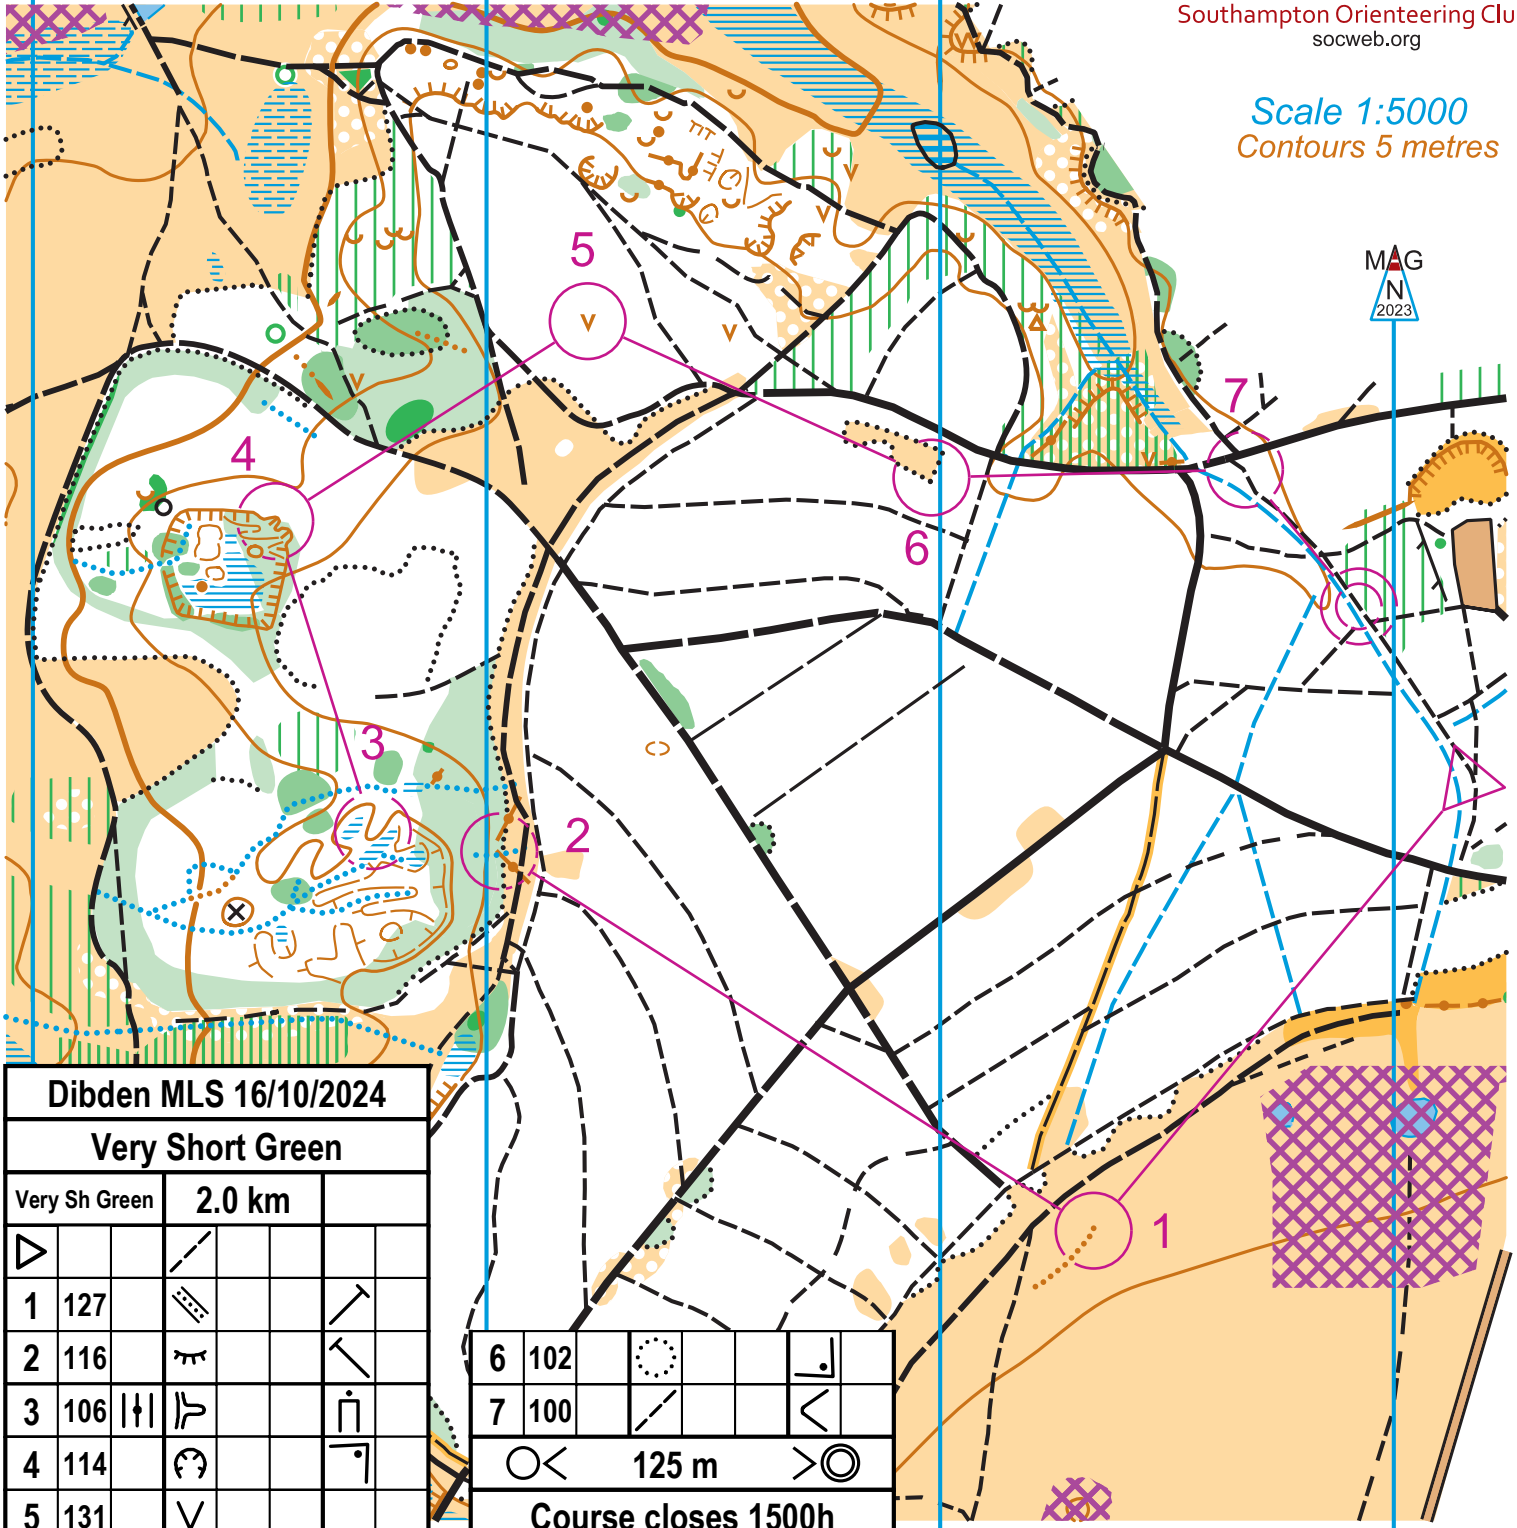 Southampton Orienteering Clu
socweb.org
Scale 1:5000
Contours 5 metres
MAG
N
2023
5
7
4
6
3
2
1
Dibden MLS 16/10/2024
Very Short Green
Very Sh Green 2.0 km
1 127
2 116
3 106
4 114
5 131
6 102
7 100
125 m
Course closes 1500h